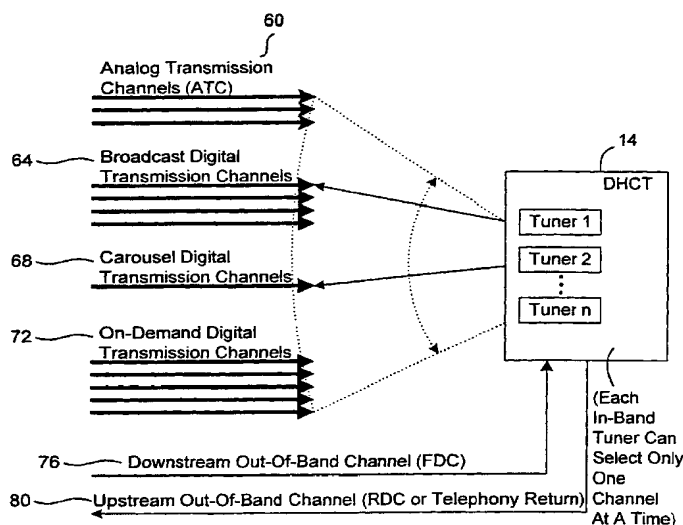 60
Analog Transmission
Channels (ATC)
64
Broadcast Digital
Transmission Channels
68
Carousel Digital
Transmission Channels
72
On-Demand Digital
Transmission Channels
14
DHCT
Tuner 1
Tuner 2
Tuner n
(Each
In-Band
Tuner Can
Select Only
One
Channel
At A Time)
76
Downstream Out-Of-Band Channel (FDC)
80
Upstream Out-Of-Band Channel (RDC or Telephony Return)